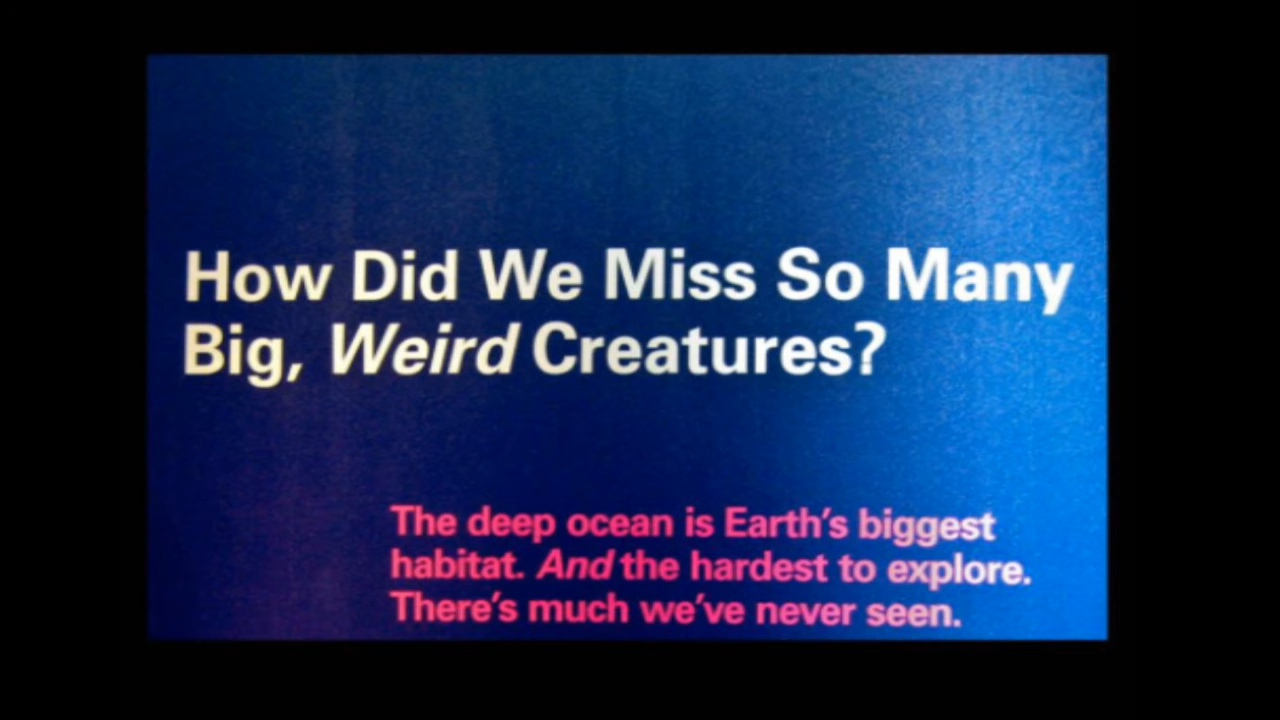 How Did We Miss So Many
Big, Weird Creatures?
The deep ocean is Earth's biggest
habitat. And the hardest to explore.
There's much we've never seen.